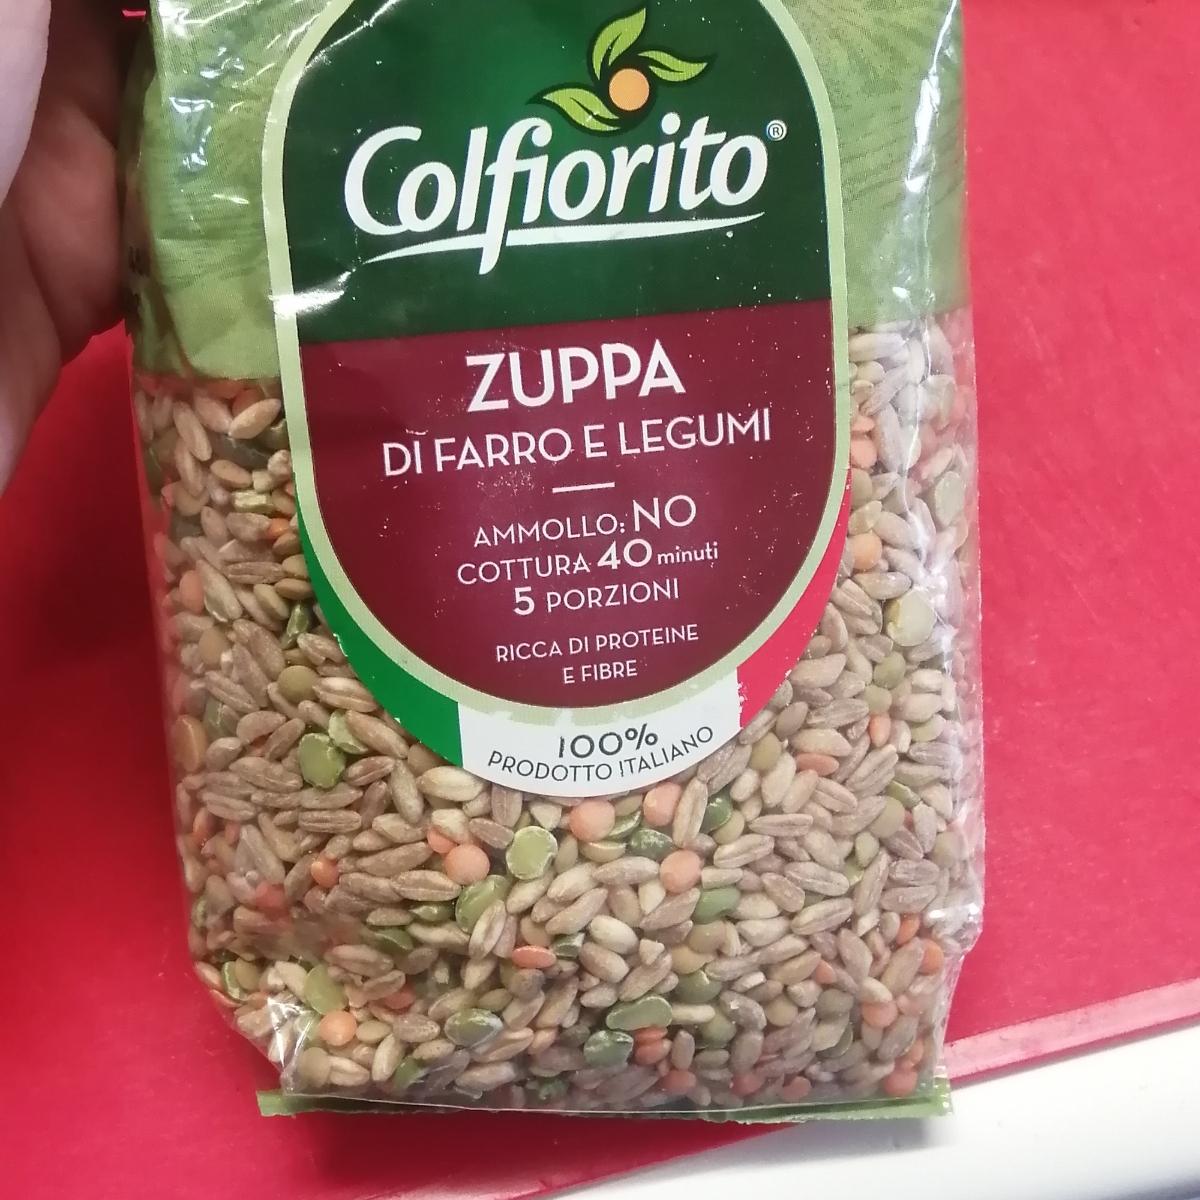 Colfiorito®
ZUPPA
DI FARRO E LEGUMI
AMMOLLO: NO
COTTURA 40 minuti
5 PORZIONI
RICCA DI PROTEINE
E FIBRE
100%
PRODOTTO ITALIANO